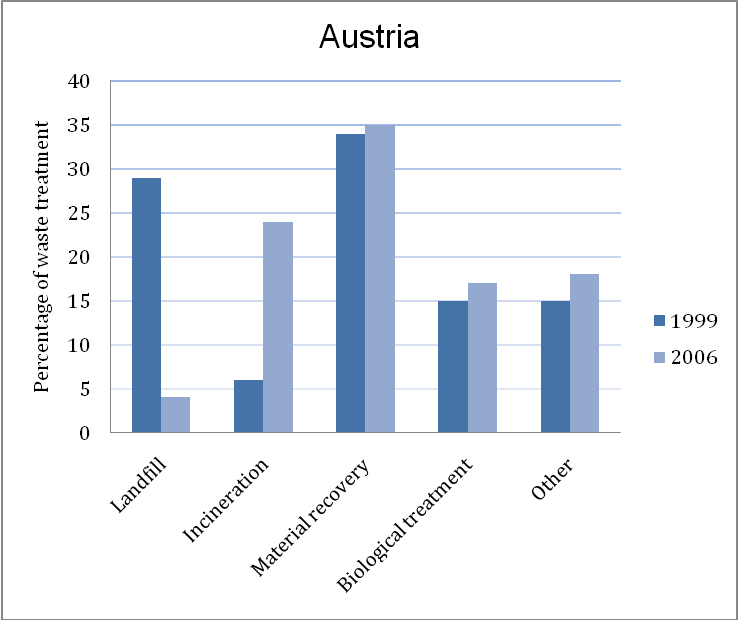 Austria
Percentage of waste treatment
40
35
30
25
20
15
10
5
0
Landfill
Incineration
Material recovery
Biological treatment
Other
1999
2006